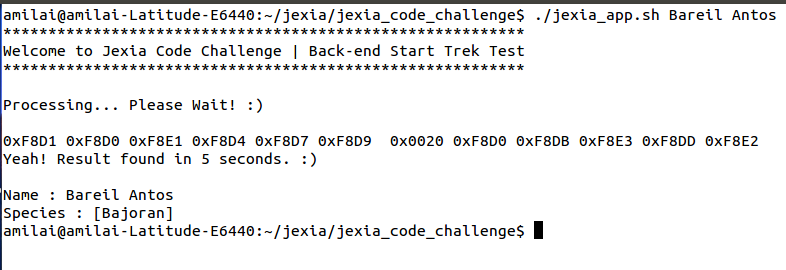 amilai@amilai-Latitude-E6440:~/jexia/jexia_code_challenge$ ./jexia_app.sh Bareil Antos
**********************************************************
Welcome to Jexia Code Challenge | Back-end Start Trek Test
**********************************************************
Processing... Please Wait! :)
0xF8D1 0xF8D0 0xF8E1 0xF8D4 0xF8D7 0xF8D9  0x0020 0xF8D0 0xF8DB 0xF8E3 0xF8DD 0xF8E2
Yeah! Result found in 5 seconds. :)
Name : Bareil Antos
Species : [Bajoran]
amilai@amilai-Latitude-E6440:~/jexia/jexia_code_challenge$